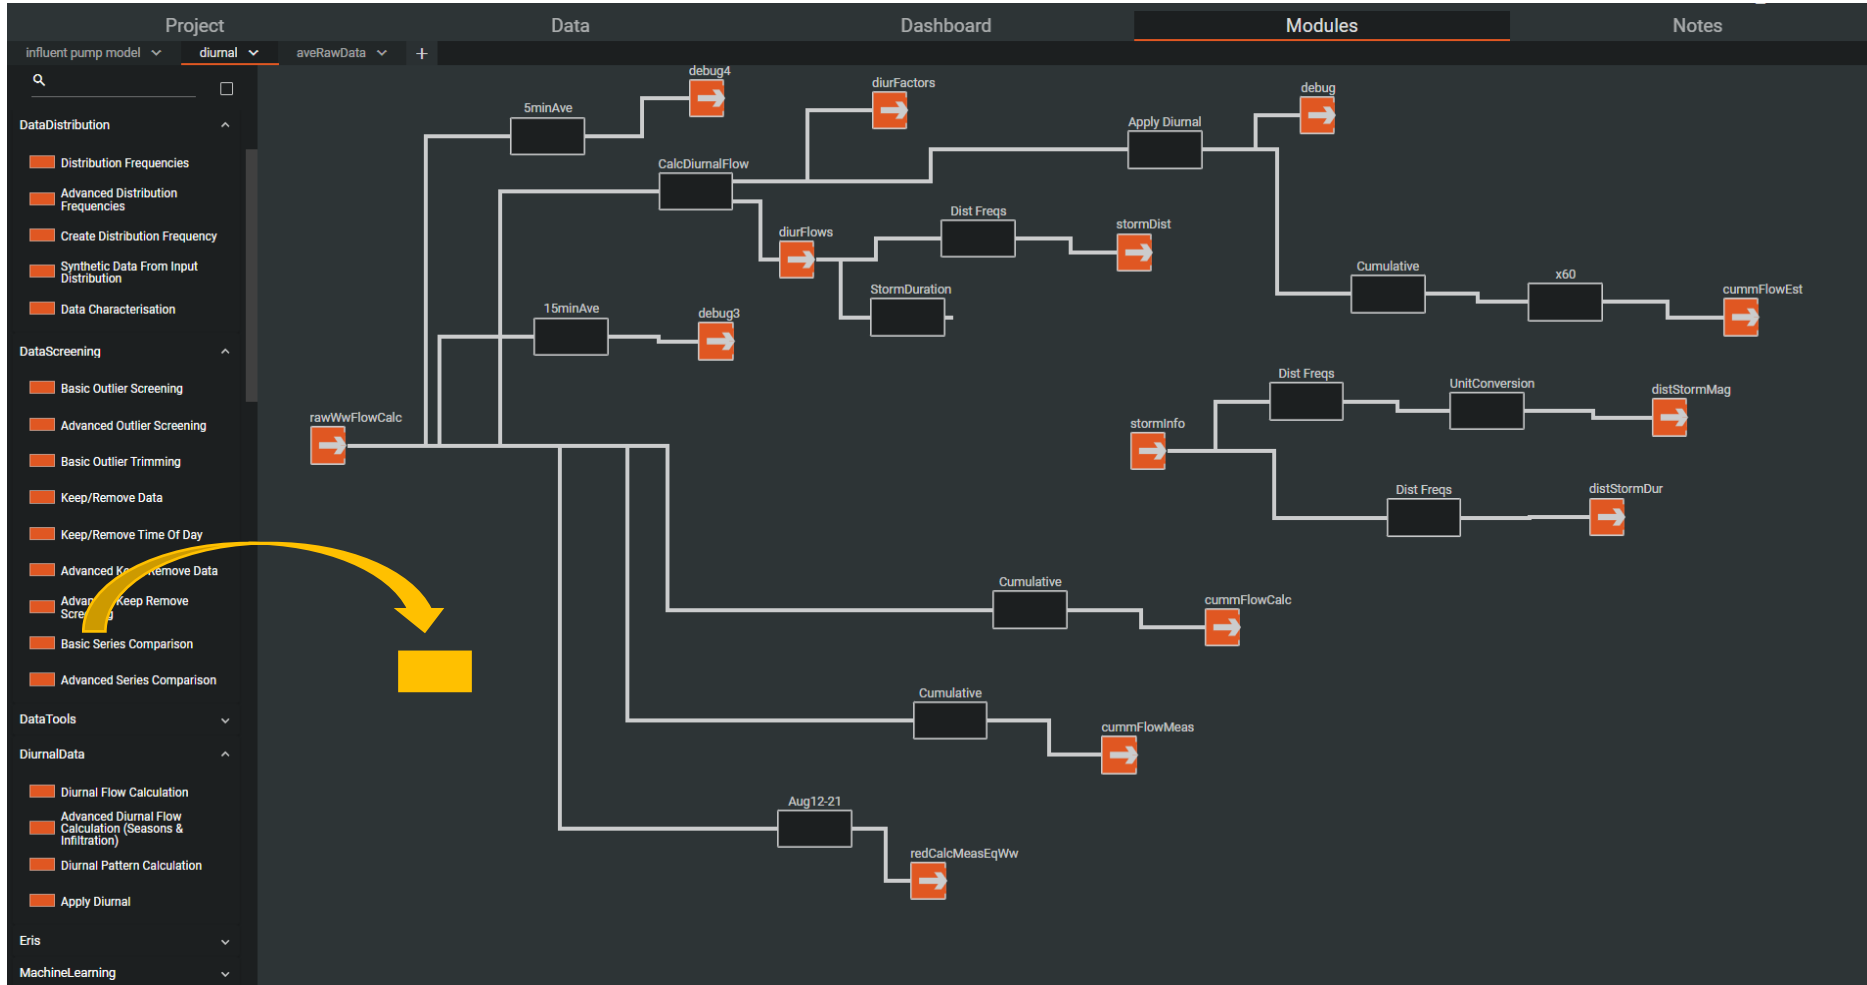 Project
Data
Dashboard
Modules
Notes
influent pump model
diurnal
aveRawData
+
DataDistribution
Distribution Frequencies
Advanced Distribution
Frequencies
Create Distribution Frequency
Synthetic Data From Input
Distribution
Data Characterisation
DataScreening
Basic Outlier Screening
Advanced Outlier Screening
Basic Outlier Trimming
Keep/Remove Data
Keep/Remove Time Of Day
Advanced Remove Data
Keep Remove
Basic Series Comparison
Advanced Series Comparison
DataTools
DiurnalData
Diurnal Flow Calculation
Advanced Diurnal Flow
Calculation (Seasons &
Infiltration)
Diurnal Pattern Calculation
Apply Diurnal
Eris
MachineLearning
debug4
5minAve
diurFactors
debug
Apply Diurnal
CalcDiurnalFlow
diurFlows
Dist Freqs
stormDist
StormDuration
Cumulative
x60
cummFlowEst
15minAve
debug3
rawWwFlowCalc
Dist Freqs
UnitConversion
distStormMag
stormInfo
Dist Freqs
distStormDur
Cumulative
cummFlowCalc
Cumulative
cummFlowMeas
Aug12-21
redCalcMeasEqWw